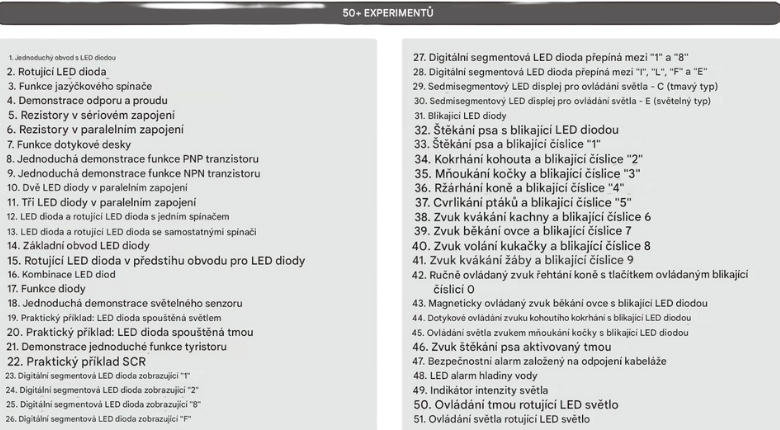 50+ EXPERIMENTŮ
1. Jednoduchý obvod s LED diodou
2. Rotující LED dioda
3. Funkce jazýčkového spínače
4. Demonstrace odporu a proudu
5. Rezistory v sériovém zapojení
6. Rezistory v paralelním zapojení
7. Funkce dotykové desky
8. Jednoduchá demonstrace funkce PNP tranzistoru
9. Jednoduchá demonstrace funkce NPN tranzistoru
10. Dvě LED diody v paralelním zapojení
11. Tři LED diody v paralelním zapojení
12. LED dioda a rotující LED dioda s jedním spínačem
13. LED dioda a rotující LED dioda se samostatnými spínači
14. Základní obvod LED diody
15. Rotující LED dioda v předstihu obvodu pro LED diody
16. Kombinace LED diod
17. Funkce diody
18. Jednoduchá demonstrace světelného senzoru
19. Praktický příklad: LED dioda spouštěná světlem
20. Praktický příklad: LED dioda spouštěná tmou
21. Demonstrace jednoduché funkce tyristoru
22. Praktický příklad SCR
23. Digitální segmentová LED dioda zobrazující "1"
24. Digitální segmentová LED dioda zobrazující "2"
25. Digitální segmentová LED dioda zobrazující "8"
26. Digitální segmentová LED dioda zobrazující "F"
27. Digitální segmentová LED dioda přepíná mezi "1" a "8"
28. Digitální segmentová LED dioda přepíná mezi "I", "L", "F" a "E"
29. Sedmisegmentový LED displej pro ovládání světla - C (tmavý typ)
30. Sedmisegmentový LED displej pro ovládání světla - E (světelný typ)
31. Blikající LED diody
32. Štěkání psa s blikající LED diodou
33. Štěkání psa a blikající číslice "1"
34. Kokrhání kohouta a blikající číslice "2"
35. Mňoukání kočky a blikající číslice "3"
36. Ržárhání koně a blikající číslice "4"
37. Cvrlikání ptáků a blikající číslice "5"
38. Zvuk kvákání kachny a blikající číslice 6
39. Zvuk běkání ovce a blikající číslice 7
40. Zvuk volání kukačky a blikající číslice 8
41. Zvuk kvákání žáby a blikající číslice 9
42. Ručně ovládaný zvuk řehtání koně s tlačítkem ovládaným blikající
číslicí 0
43. Magneticky ovládaný zvuk běkání ovce s blikající LED diodou
44. Dotykové ovládání zvuku kohoutího kokrhání s blikající LED diodou
45. Ovládání světla zvukem mňoukání kočky s blikající LED diodou
46. Zvuk štěkání psa aktivovaný tmou
47. Bezpečnostní alarm založený na odpojení kabeláže
48. LED alarm hladiny vody
49. Indikátor intenzity světla
50. Ovládání tmou rotující LED světlo
51. Ovládání světla rotující LED světlo